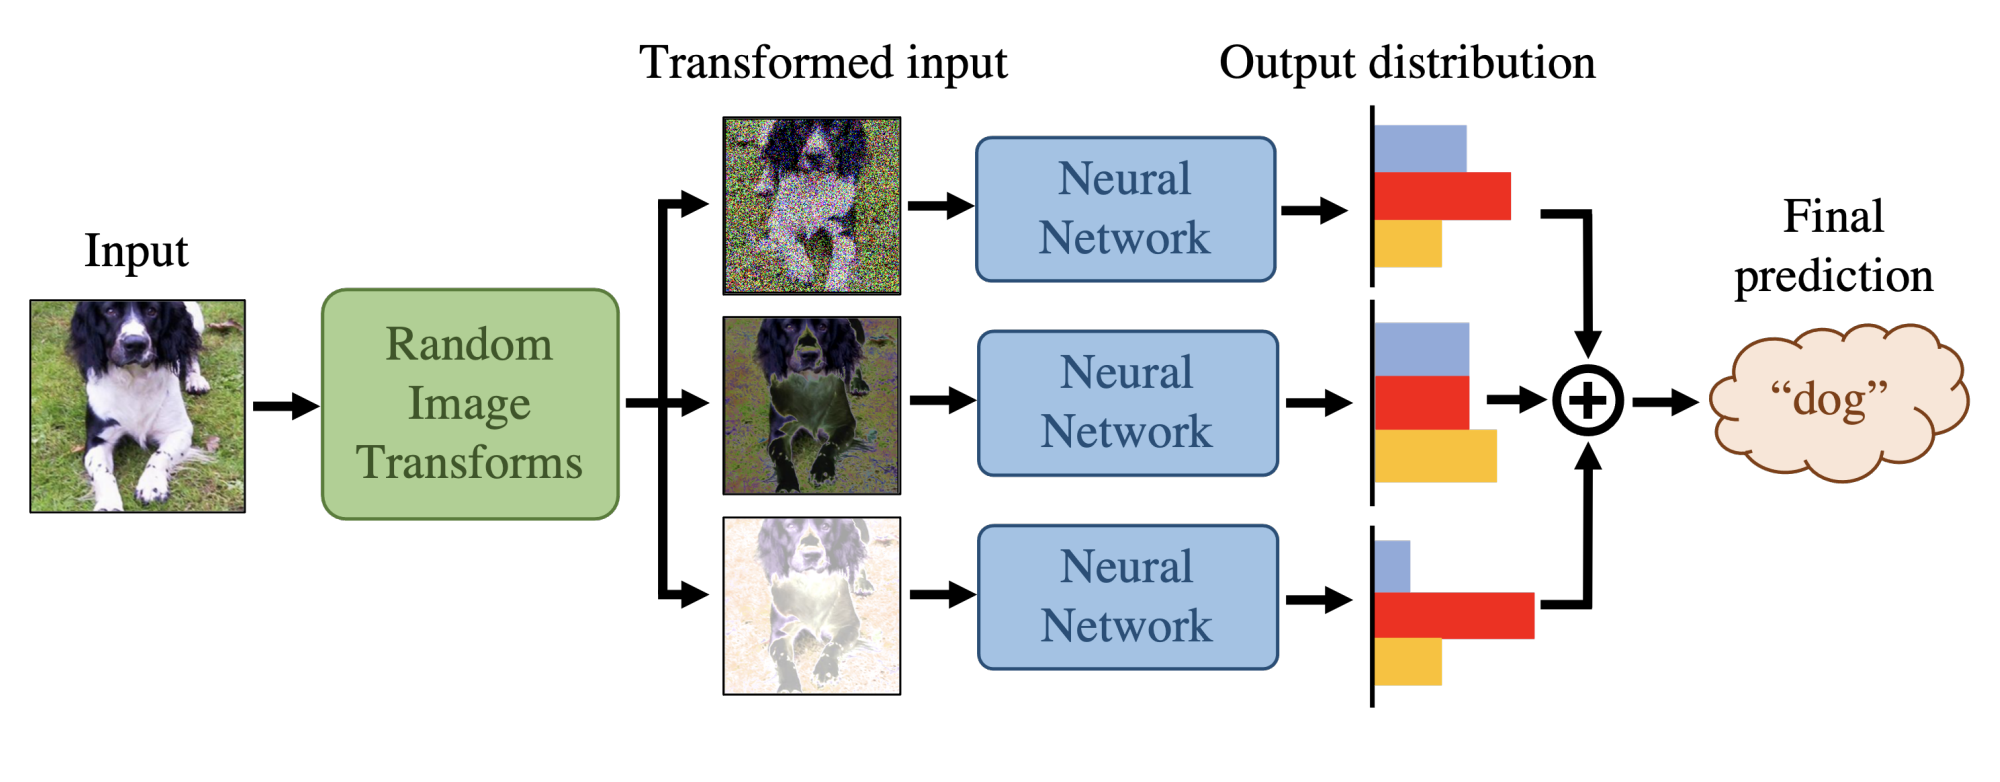 Input
Random
Image
Transforms
Transformed input
Neural
Network
Neural
Network
Neural
Network
Output distribution
Final
prediction
“dog”